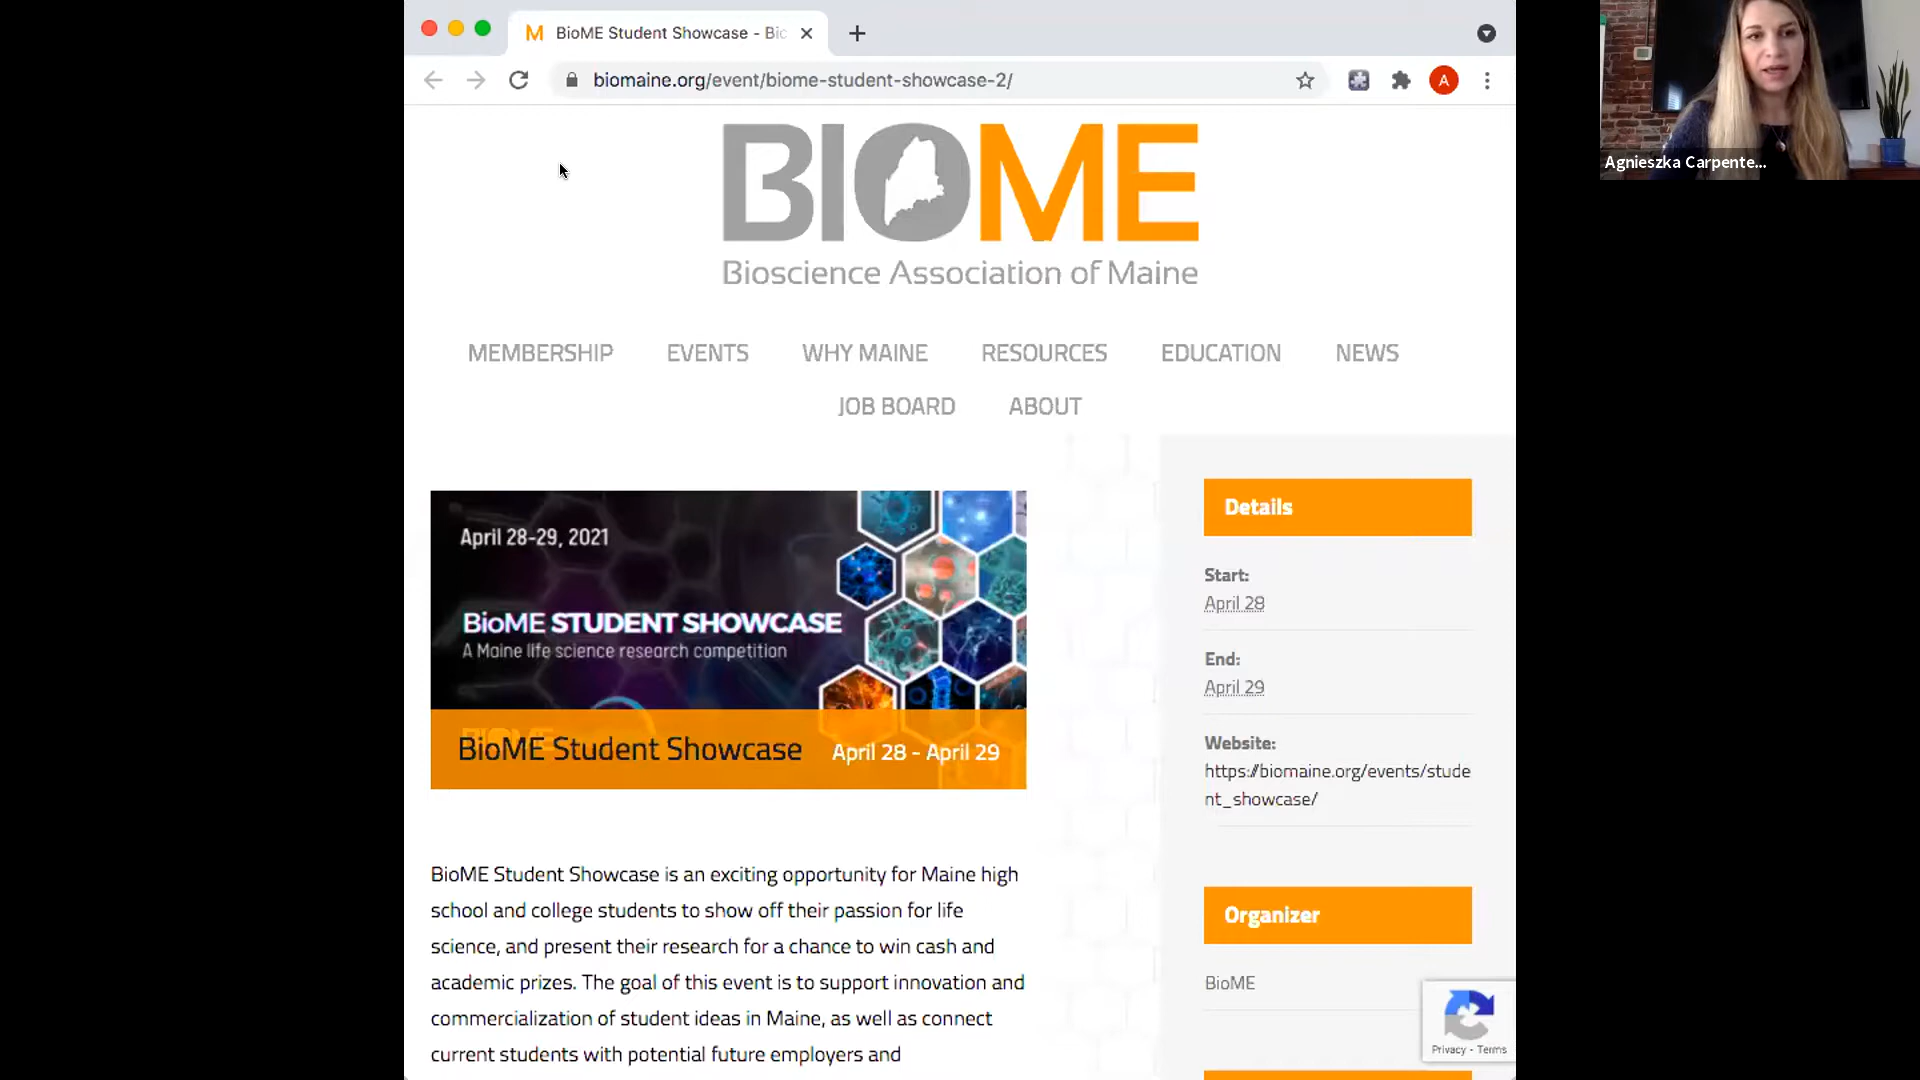 BioME Student Showcase - Bio
biomaine.org/event/biome-student-showcase-2/
A
Agnieszka Carpente...
BIOME
Bioscience Association of Maine
MEMBERSHIP EVENTS WHY MAINE RESOURCES EDUCATION NEWS
JOB BOARD ABOUT
April 28-29, 2021
BioME STUDENT SHOWCASE
A Maine life science research competition
BioME Student Showcase April 28 - April 29
BioME Student Showcase is an exciting opportunity for Maine high
school and college students to show off their passion for life
science, and present their research for a chance to win cash and
academic prizes. The goal of this event is to support innovation and
commercialization of student ideas in Maine, as well as connect
current students with potential future employers and
Details
Start:
April 28
End:
April 29
Website:
https://biomaine.org/events/stude
nt_showcase/
Organizer
BioME
Privacy - Terms